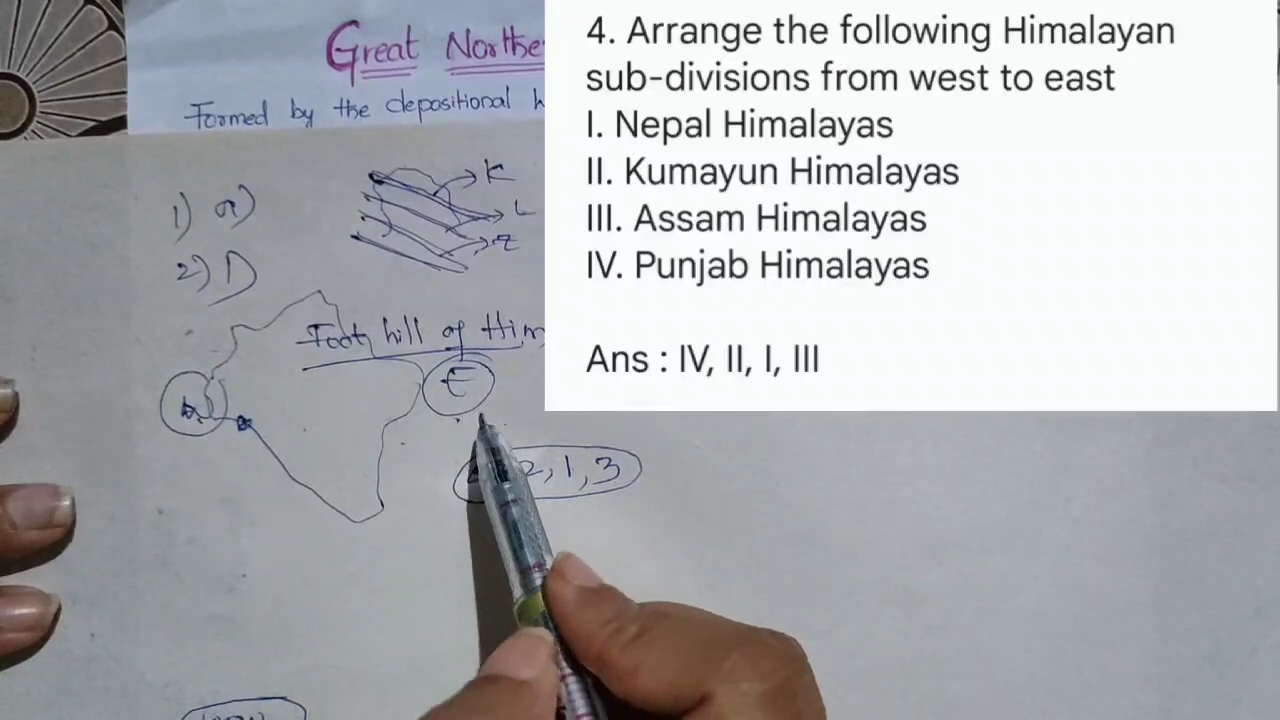 Great Northe
Formed by the depositional
4. Arrange the following Himalayan
sub-divisions from west to east
I. Nepal Himalayas
II. Kumayun Himalayas
III. Assam Himalayas
IV. Punjab Himalayas
Ans : IV, II, I, III
1) a)
K
L
Z
2) D
Foot hill of Him
E
2, 1, 3